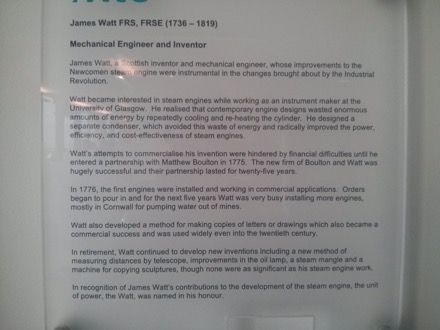 James Watt FRS, FRSE (1736 – 1819)
Mechanical Engineer and Inventor
James Watt, a Scottish inventor and mechanical engineer, whose improvements to the
Newcomen steam engine were instrumental in the changes brought about by the Industrial
Revolution.
Watt became interested in steam engines while working as an instrument maker at the
University of Glasgow. He realised that contemporary engine designs wasted enormous
amounts of energy by repeatedly cooling and re-heating the cylinder. He designed a
separate condenser, which avoided this waste of energy and radically improved the power,
efficiency, and cost-effectiveness of steam engines.
Watt's attempts to commercialise his invention were hindered by financial difficulties until he
entered a partnership with Matthew Boulton in 1775. The new firm of Boulton and Watt was
hugely successful and their partnership lasted for twenty-five years.
In 1776, the first engines were installed and working in commercial applications. Orders
began to pour in and for the next five years Watt was very busy installing more engines,
mostly in Cornwall for pumping water out of mines.
Watt also developed a method for making copies of letters or drawings which also became a
commercial success and was used widely even into the twentieth century.
In retirement, Watt continued to develop new inventions including a new method of
measuring distances by telescope, improvements in the oil lamp, a steam mangle and a
machine for copying sculptures, though none were as significant as his steam engine work.
In recognition of James Watt's contributions to the development of the steam engine, the unit
of power, the Watt, was named in his honour.